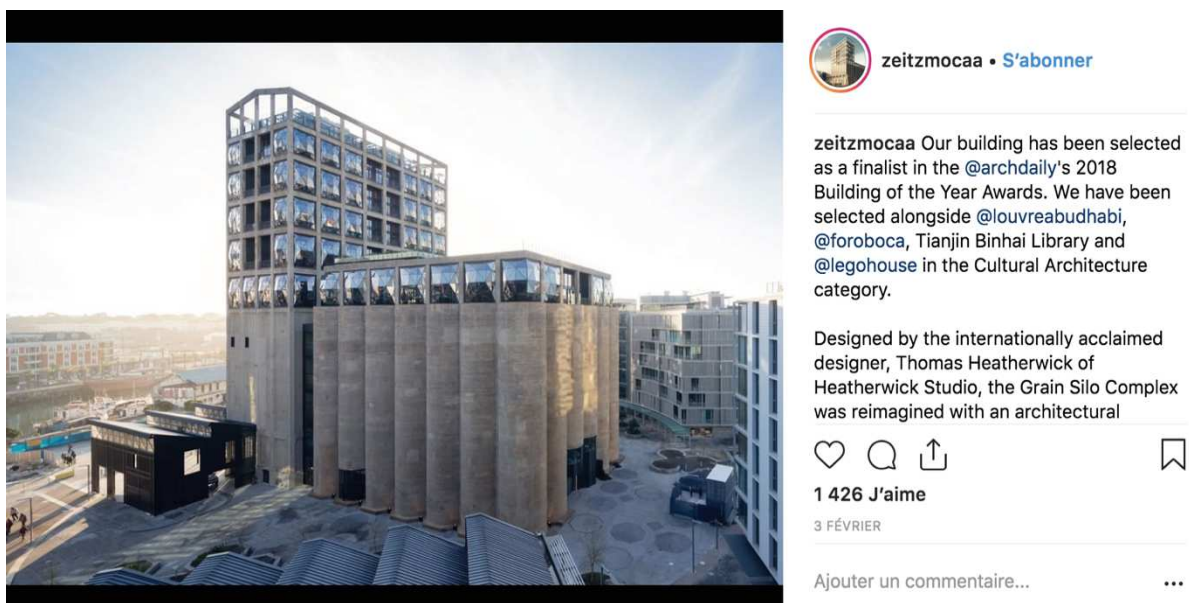 zeitzmocaa • S'abonner
zeitzmocaa Our building has been selected
as a finalist in the @archdaily's 2018
Building of the Year Awards. We have been
selected alongside @louvreabudhabi,
@foroboca, Tianjin Binhai Library and
@legohouse in the Cultural Architecture
category.
Designed by the internationally acclaimed
designer, Thomas Heatherwick of
Heatherwick Studio, the Grain Silo Complex
was reimagined with an architectural
1 426 J'aime
3 FÉVRIER
Ajouter un commentaire...